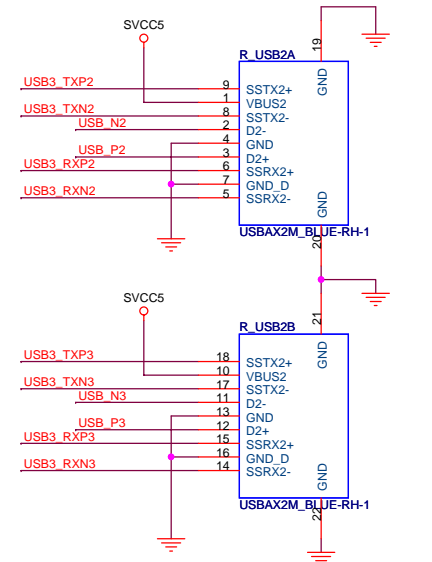 SVCC5
R_USB2A
19
GND
USB3_TXP2 9 SSTX2+
1 VBUS2
USB3_TXN2 8 SSTX2-
USB_N2 2 D2-
4 GND
USB_P2 3 D2+
USB3_RXP2 6 SSRX2+
7 GND_D
USB3_RXN2 5 SSRX2-
GND
USBAX2M_BLUE-RH-1
20
SVCC5
21
R_USB2B
GND
USB3_TXP3 18 SSTX2+
10 VBUS2
USB3_TXN3 17 SSTX2-
USB_N3 11 D2-
13 GND
USB_P3 12 D2+
USB3_RXP3 15 SSRX2+
16 GND_D
USB3_RXN3 14 SSRX2-
GND
USBAX2M_BLUE-RH-1
22